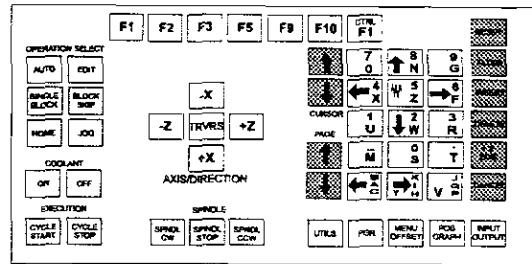 F1 F2 F3 F5 F9 F10 CTRL F1
OPERATION SELECT
AUTO EDIT
SINGLE BLOCK BLOCK SKIP
HOME JOG
COOLANT
ON OFF
EXECUTION
CYCLE START CYCLE STOP
-X
-Z TRVRS +Z
+X
AXIS/DIRECTION
SPINDLE
SPNDL CW SPNDL STOP SPNDL CCW
CURSOR
PAGE
7 O 8 N 9 G
4 X 5 Z 6 F
1 U 2 W 3 R
- M 0 S . T
UTILS PGR MENU OFFSET POS GRAPH INPUT OUTPUT